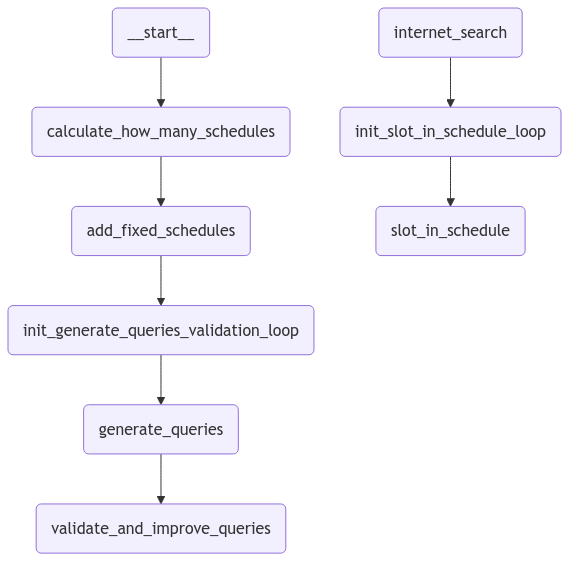 __start__
calculate_how_many_schedules
add_fixed_schedules
init_generate_queries_validation_loop
generate_queries
validate_and_improve_queries
internet_search
init_slot_in_schedule_loop
slot_in_schedule